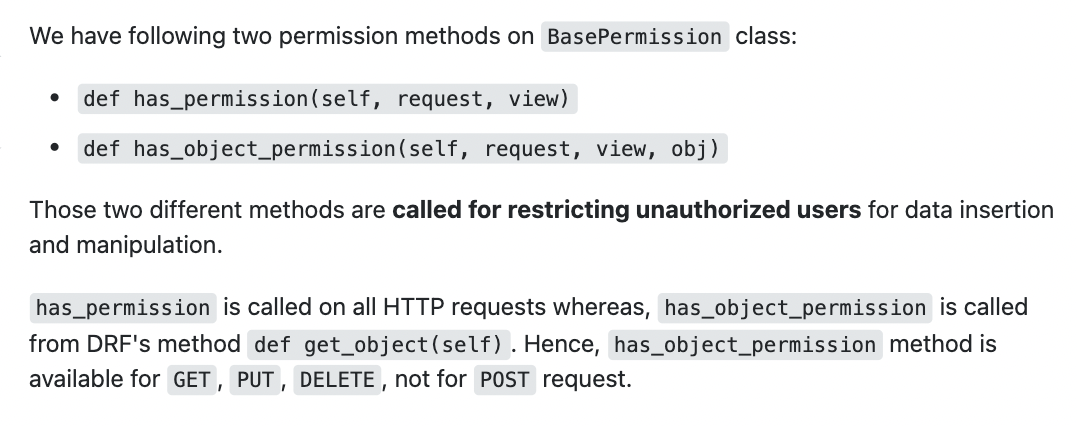 We have following two permission methods on BasePermission class:
• def has_permission(self, request, view)
• def has_object_permission(self, request, view, obj)
Those two different methods are called for restricting unauthorized users for data insertion
and manipulation.
has_permission is called on all HTTP requests whereas, has_object_permission is called
from DRF's method def get_object(self). Hence, has_object_permission method is
available for GET, PUT, DELETE, not for POST request.